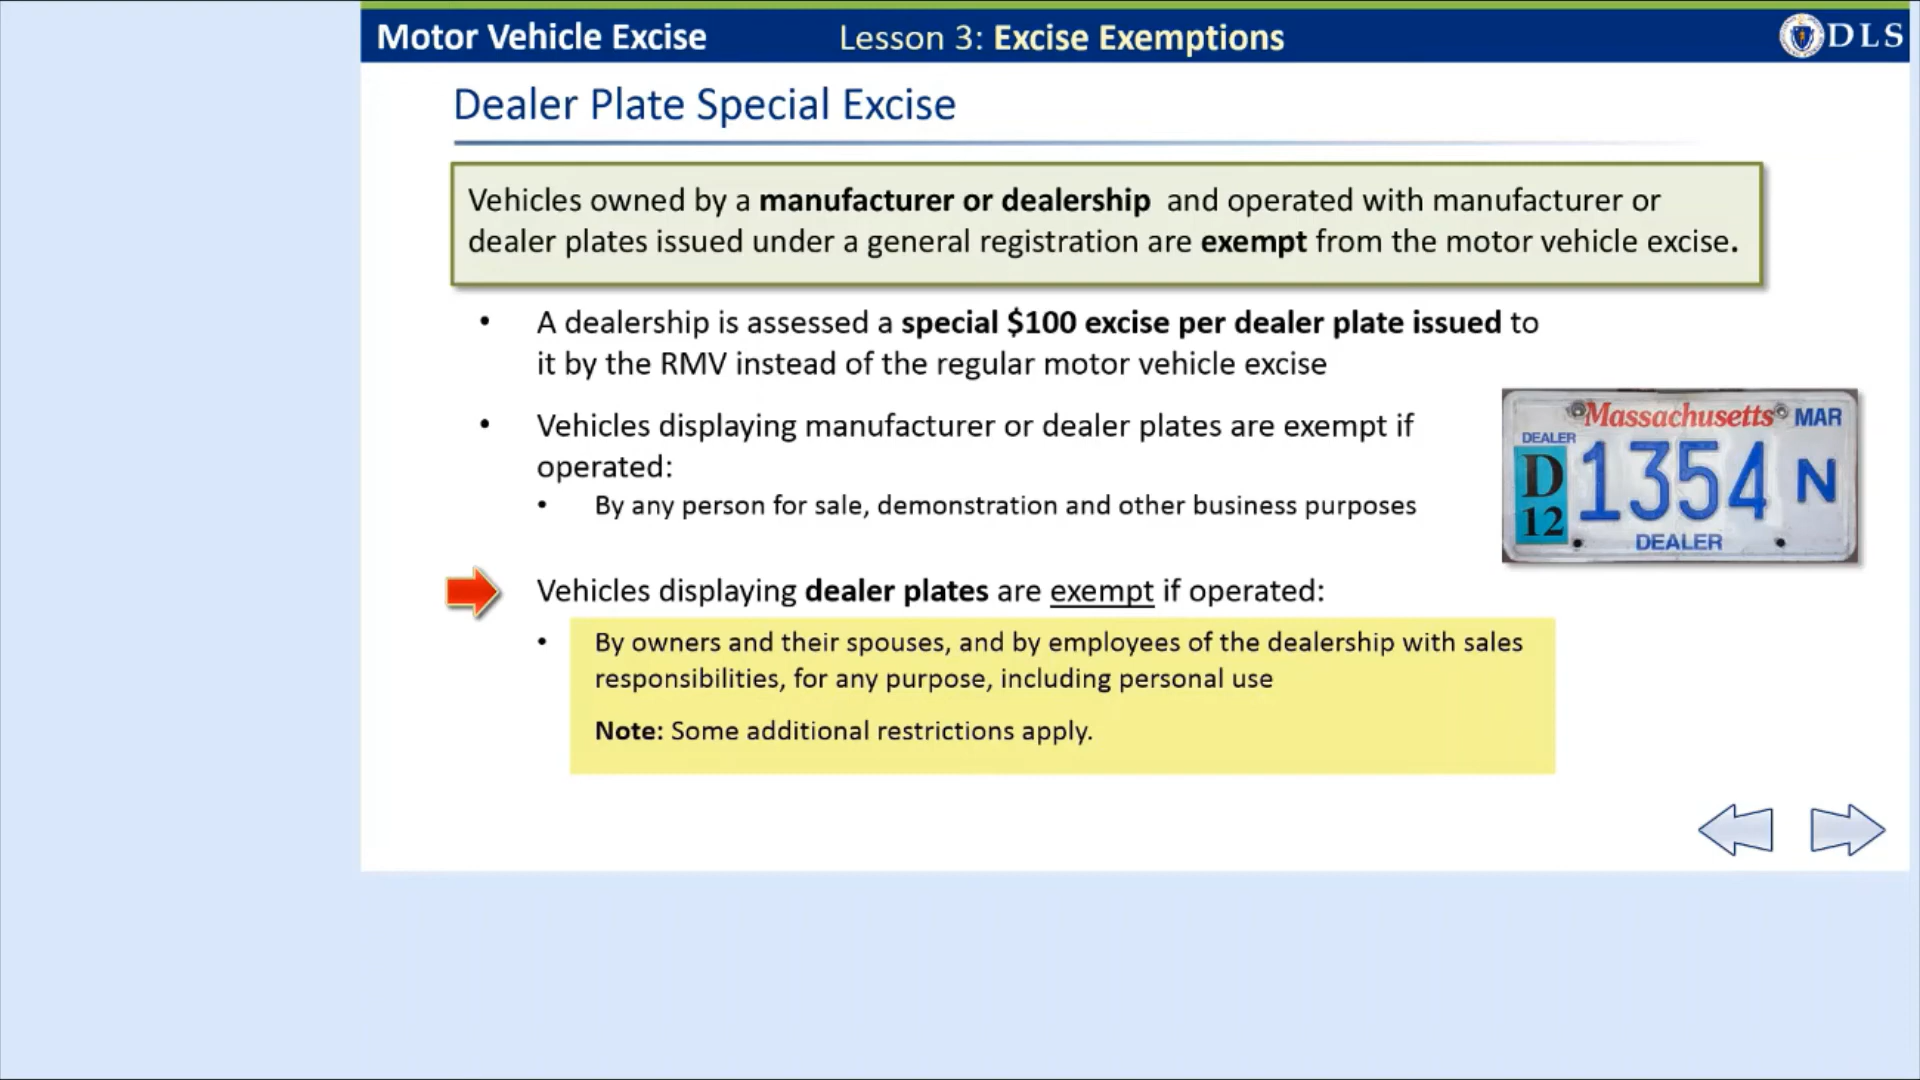 Motor Vehicle Excise Lesson 3: Excise Exemptions DLS
Dealer Plate Special Excise
Vehicles owned by a manufacturer or dealership and operated with manufacturer or
dealer plates issued under a general registration are exempt from the motor vehicle excise.
• A dealership is assessed a special $100 excise per dealer plate issued to
it by the RMV instead of the regular motor vehicle excise
• Vehicles displaying manufacturer or dealer plates are exempt if
operated:
• By any person for sale, demonstration and other business purposes
Massachusetts MAR
DEALER
D
12
1354 N
DEALER
Vehicles displaying dealer plates are exempt if operated:
• By owners and their spouses, and by employees of the dealership with sales
responsibilities, for any purpose, including personal use
Note: Some additional restrictions apply.